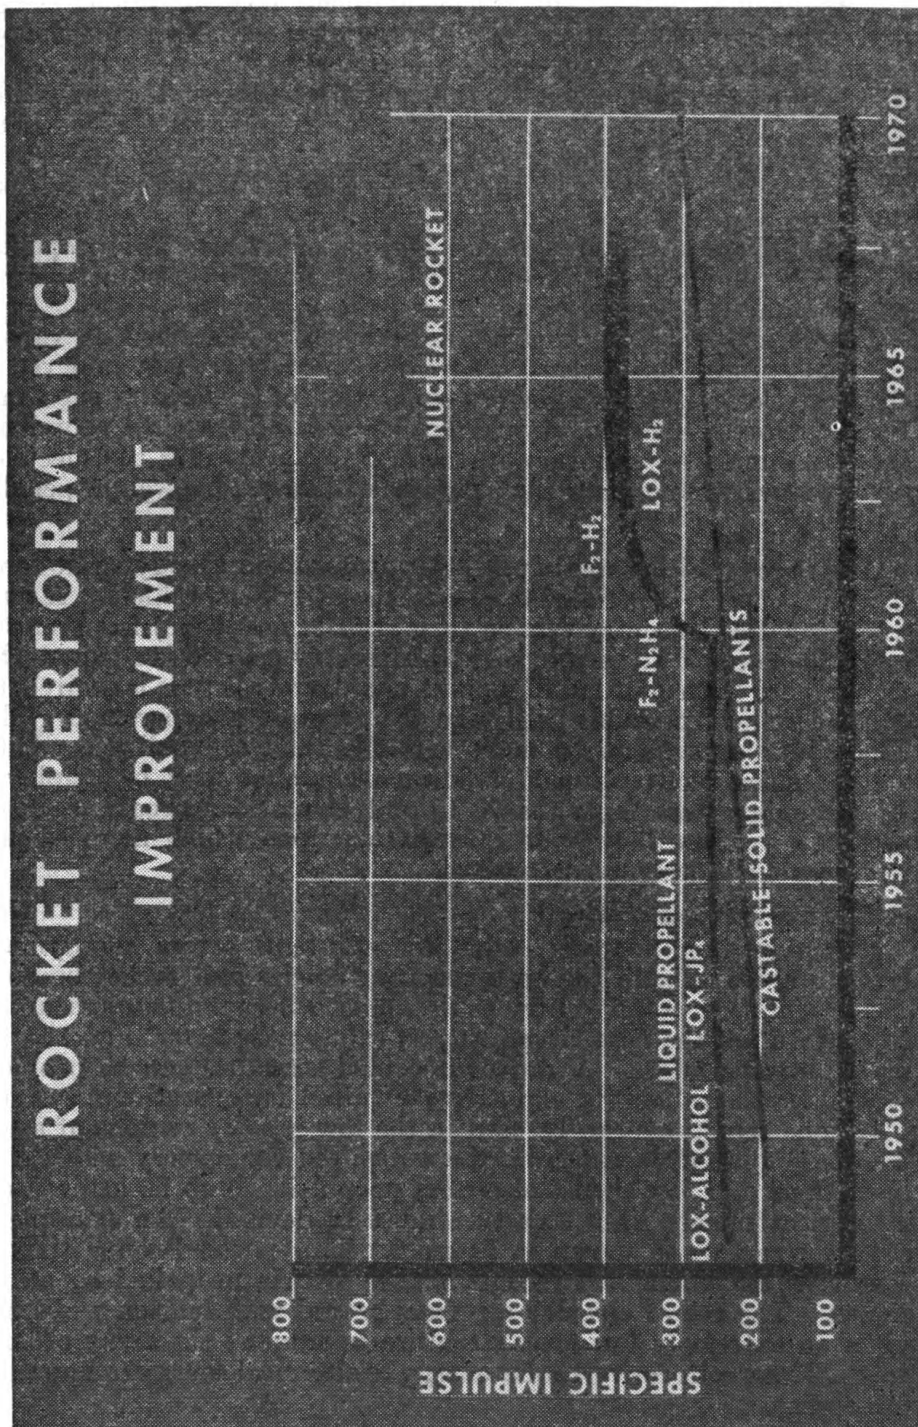 ROCKET PERFORMANCE
IMPROVEMENT
SPECIFIC IMPULSE
800
700
600
500
400
300
200
100
NUCLEAR ROCKET
F₂-H₂
LOX-H₂
F₂-N₂H₄
LIQUID PROPELLANT
LOX-ALCOHOL LOX-JP₄
CASTABLE SOLID PROPELLANTS
1950
1955
1960
1965
1970